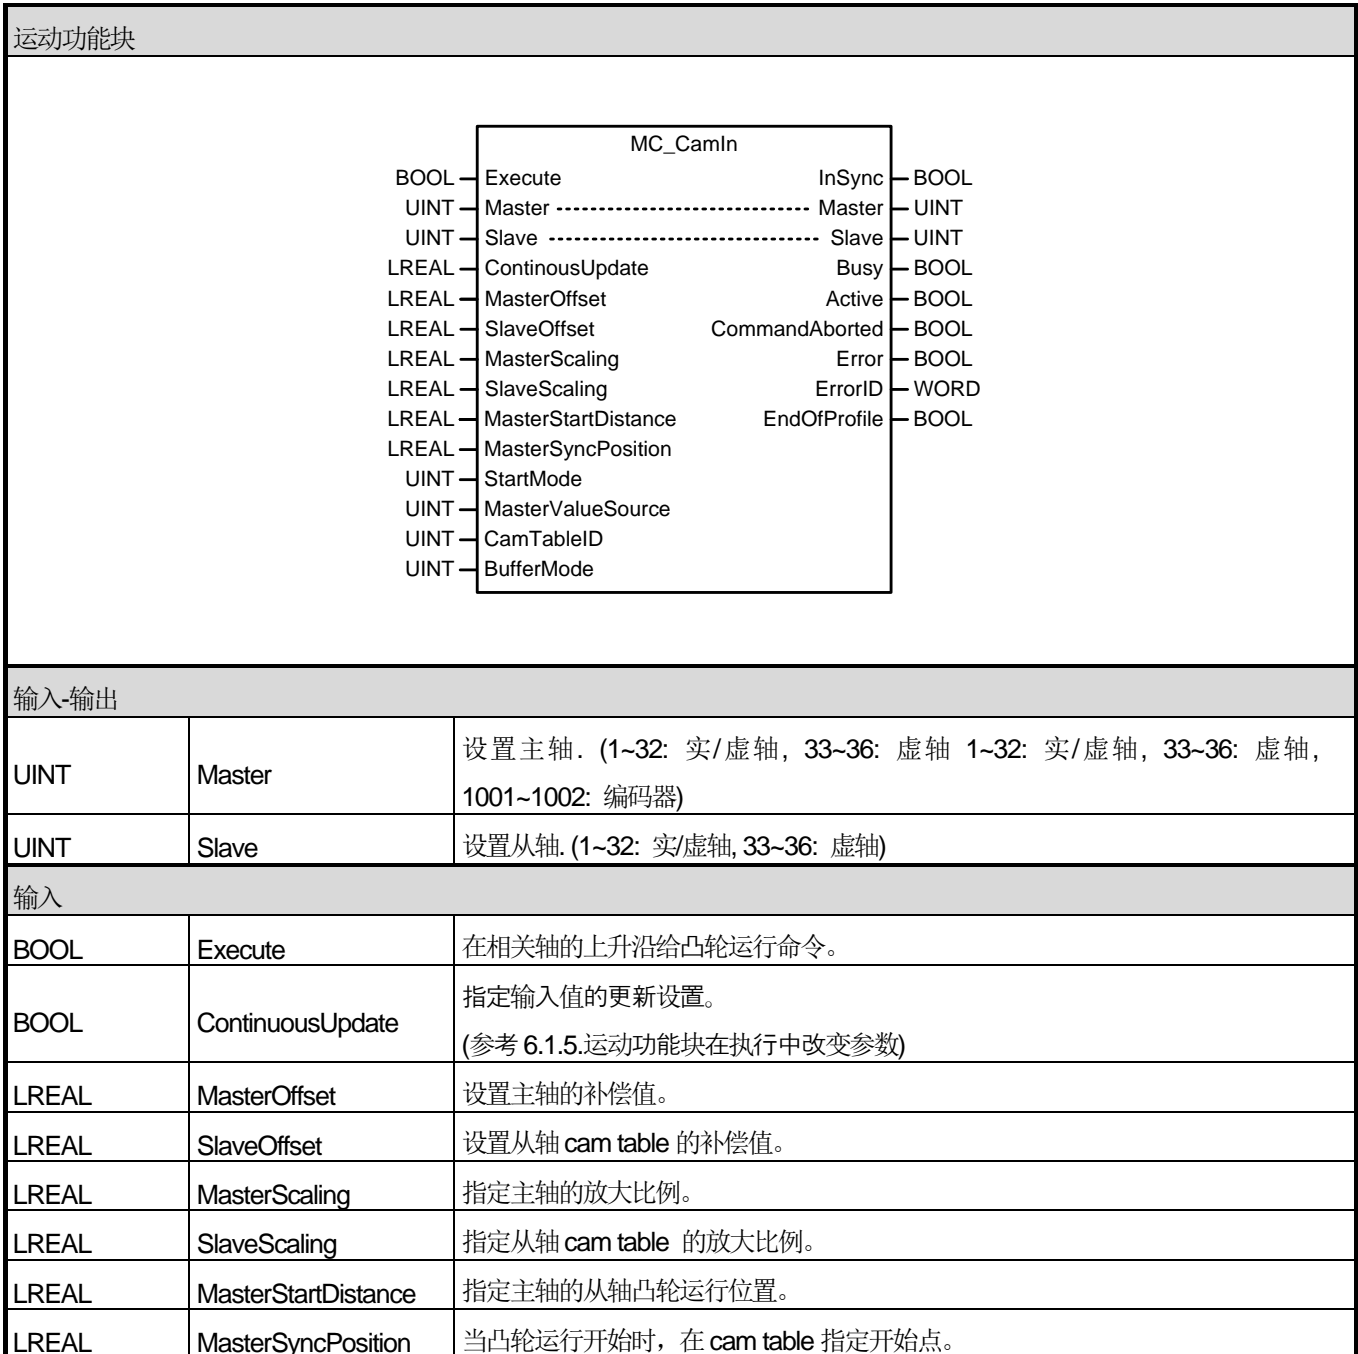 运动功能块
MC_CamIn
BOOL Execute InSync BOOL
UINT Master Master UINT
UINT Slave Slave UINT
LREAL ContinousUpdate Busy BOOL
LREAL MasterOffset Active BOOL
LREAL SlaveOffset CommandAborted BOOL
LREAL MasterScaling Error BOOL
LREAL SlaveScaling ErrorID WORD
LREAL MasterStartDistance EndOfProfile BOOL
LREAL MasterSyncPosition
UINT StartMode
UINT MasterValueSource
UINT CamTableID
UINT BufferMode
输入-输出
UINT Master 设置主轴. (1~32: 实/虚轴, 33~36: 虚轴 1~32: 实/虚轴, 33~36: 虚轴,
1001~1002: 编码器)
UINT Slave 设置从轴. (1~32: 实/虚轴, 33~36: 虚轴)
输入
BOOL Execute 在相关轴的上升沿给凸轮运行命令。
BOOL ContinuousUpdate 指定输入值的更新设置。
(参考 6.1.5.运动功能块在执行中改变参数)
LREAL MasterOffset 设置主轴的补偿值。
LREAL SlaveOffset 设置从轴 cam table 的补偿值。
LREAL MasterScaling 指定主轴的放大比例。
LREAL SlaveScaling 指定从轴 cam table 的放大比例。
LREAL MasterStartDistance 指定主轴的从轴凸轮运行位置。
LREAL MasterSyncPosition 当凸轮运行开始时，在 cam table 指定开始点。